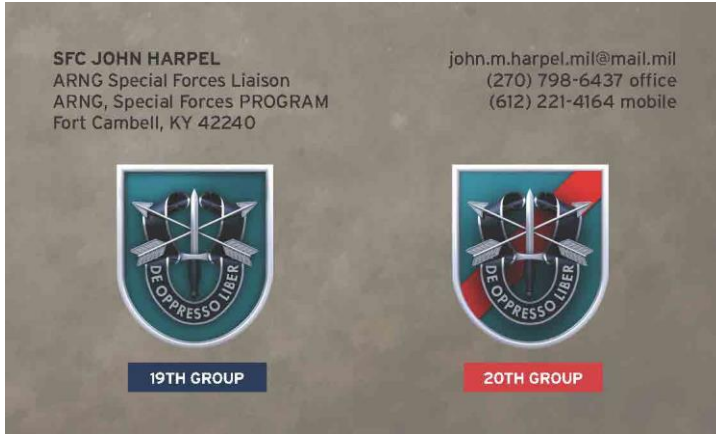 SFC JOHN HARPEL
ARNG Special Forces Liaison
ARNG, Special Forces PROGRAM
Fort Cambell, KY 42240
john.m.harpel.mil@mail.mil
(270) 798-6437 office
(612) 221-4164 mobile
DE OPPRESSO LIBER
DE OPPRESSO LIBER
19TH GROUP
20TH GROUP